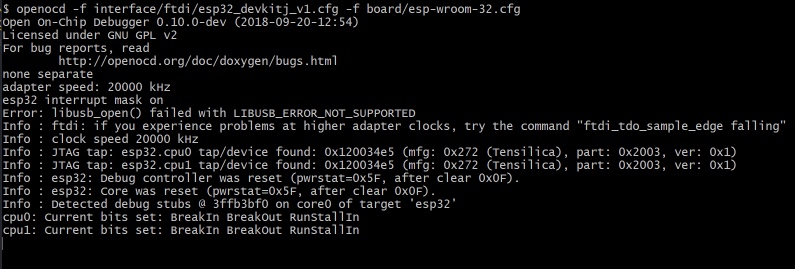 $ openocd -f interface/ftdi/esp32_devkitj_v1.cfg -f board/esp-wroom-32.cfg
Open On-Chip Debugger 0.10.0-dev (2018-09-20-12:54)
Licensed under GNU GPL v2
For bug reports, read
        http://openocd.org/doc/doxygen/bugs.html
none separate
adapter speed: 20000 kHz
esp32 interrupt mask on
Error: libusb_open() failed with LIBUSB_ERROR_NOT_SUPPORTED
Info : ftdi: if you experience problems at higher adapter clocks, try the command "ftdi_tdo_sample_edge falling"
Info : clock speed 20000 kHz
Info : JTAG tap: esp32.cpu0 tap/device found: 0x120034e5 (mfg: 0x272 (Tensilica), part: 0x2003, ver: 0x1)
Info : JTAG tap: esp32.cpu1 tap/device found: 0x120034e5 (mfg: 0x272 (Tensilica), part: 0x2003, ver: 0x1)
Info : esp32: Debug controller was reset (pwrstat=0x5F, after clear 0x0F).
Info : esp32: Core was reset (pwrstat=0x5F, after clear 0x0F).
Info : Detected debug stubs @ 3ffb3bf0 on core0 of target 'esp32'
cpu0: Current bits set: BreakIn BreakOut RunStallIn
cpu1: Current bits set: BreakIn BreakOut RunStallIn